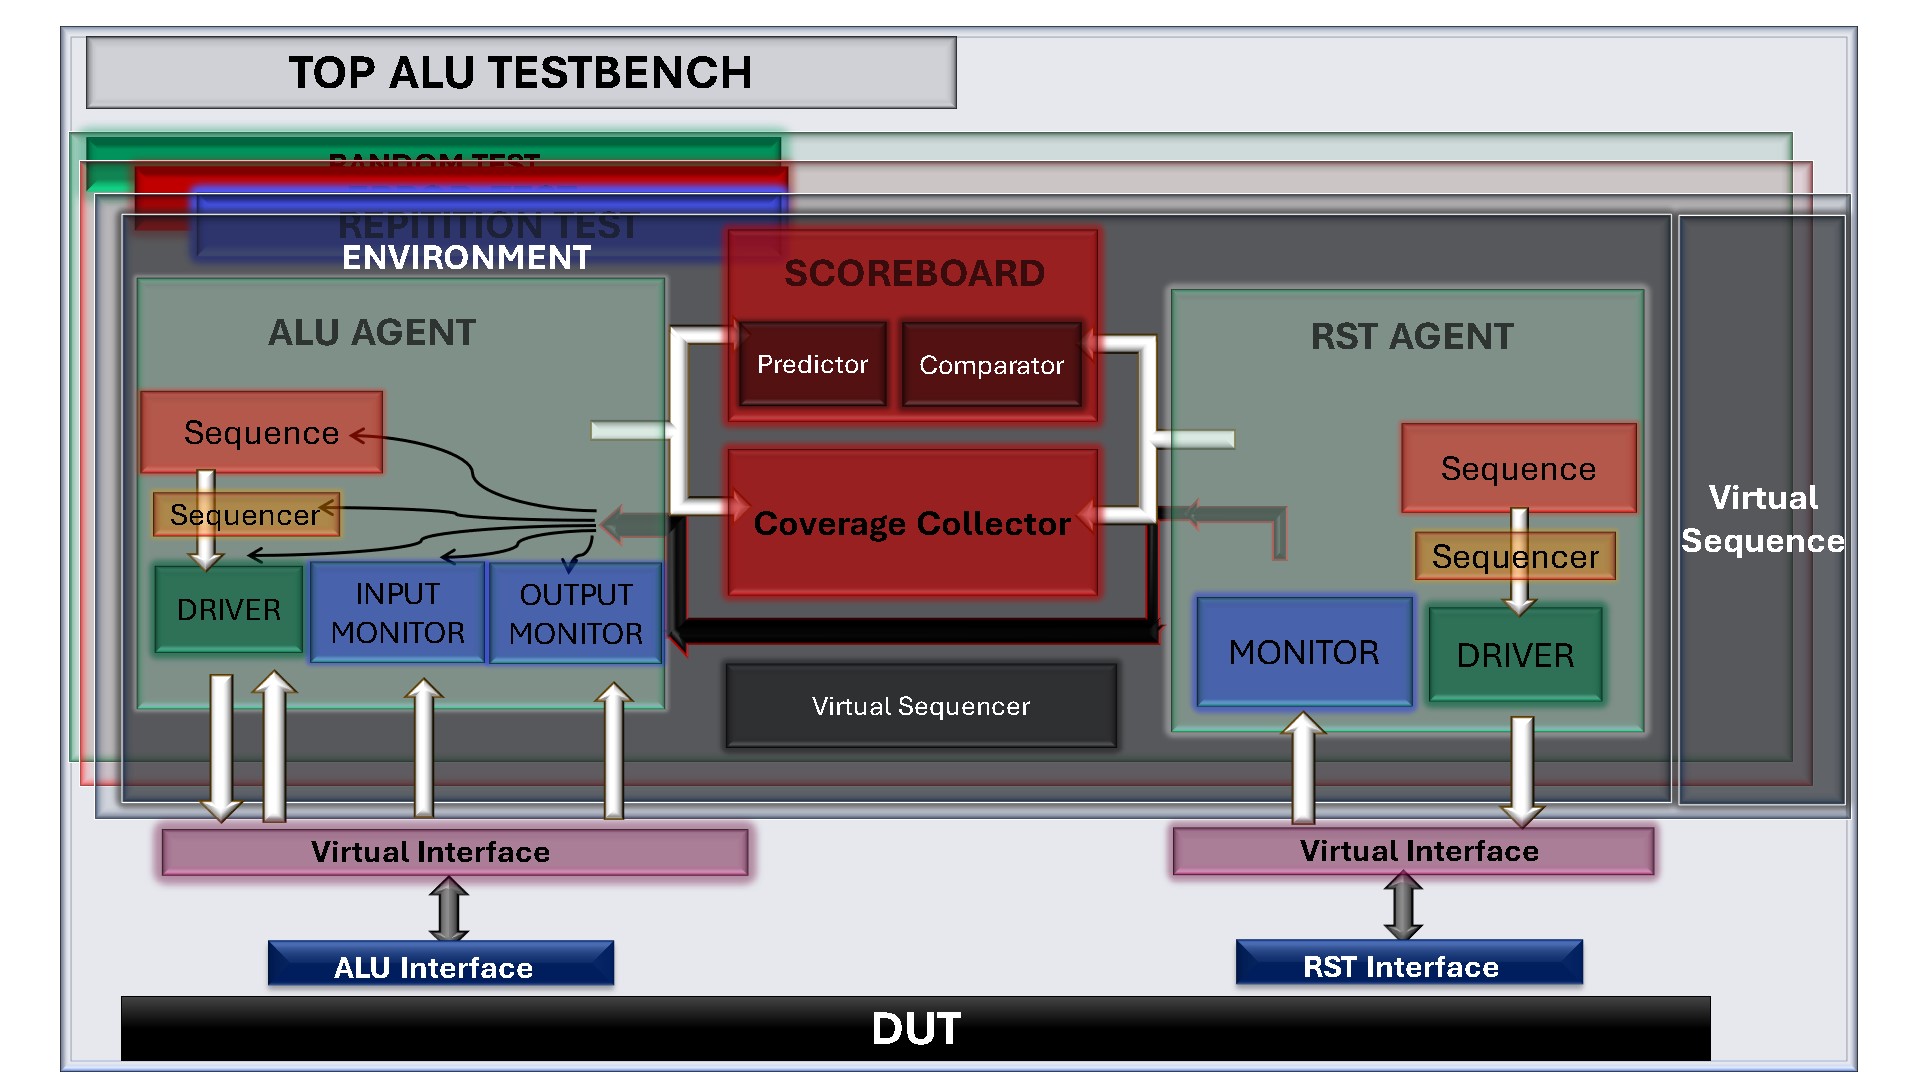 TOP ALU TESTBENCH
RANDOM TEST
REPITITION TEST
ENVIRONMENT
SCOREBOARD
ALU AGENT
RST AGENT
Predictor
Comparator
Sequence
Sequence
Virtual
Sequence
Sequencer
Coverage Collector
Sequencer
DRIVER
INPUT
MONITOR
OUTPUT
MONITOR
MONITOR
DRIVER
Virtual Sequencer
Virtual Interface
Virtual Interface
ALU Interface
RST Interface
DUT